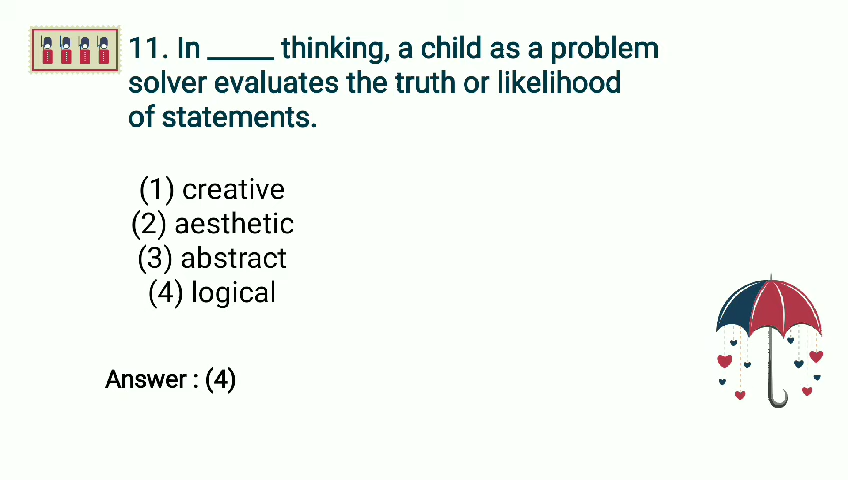 11. In _____ thinking, a child as a problem
solver evaluates the truth or likelihood
of statements.
(1) creative
(2) aesthetic
(3) abstract
(4) logical
Answer : (4)